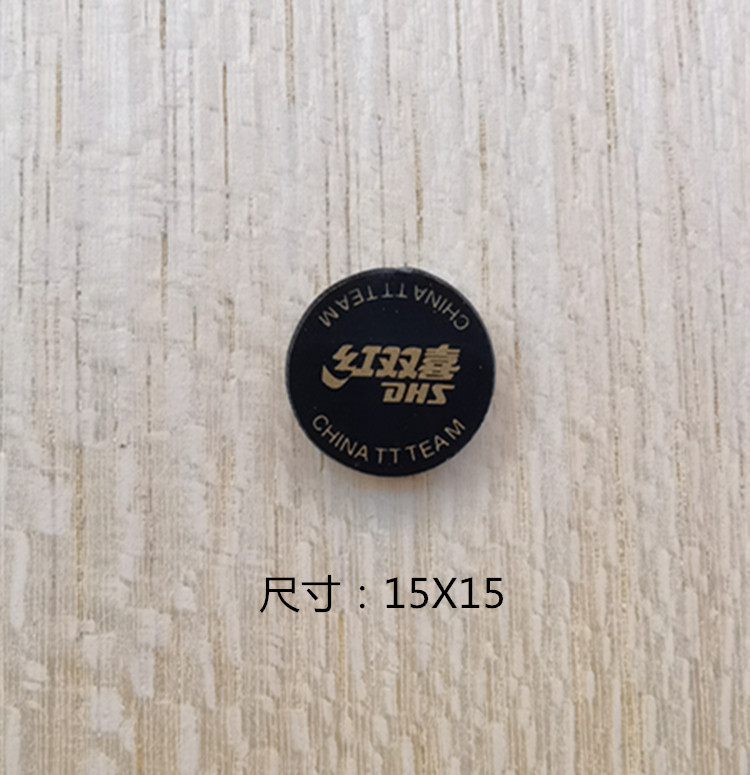 CHINA TT TEAM
红双喜
DHS
CHINA TT TEAM
尺寸：15X15